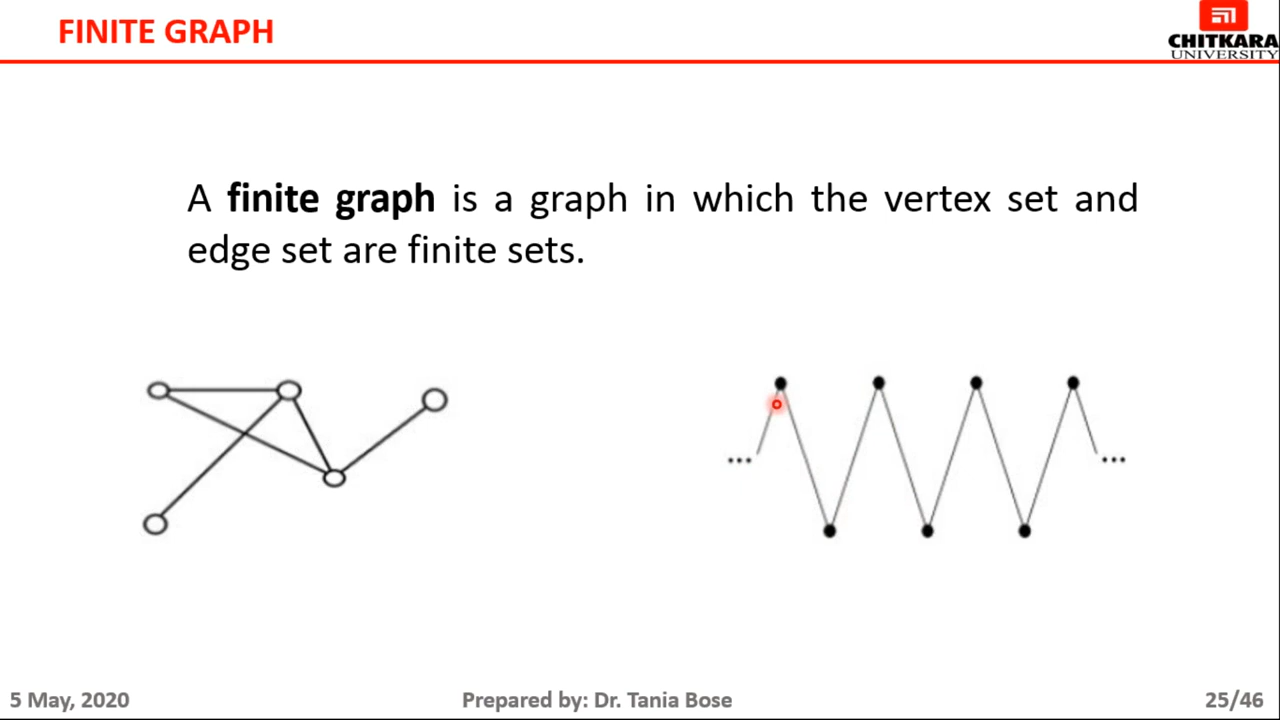 FINITE GRAPH
CHITKARA
UNIVERSITY
A finite graph is a graph in which the vertex set and
edge set are finite sets.
... ...
5 May, 2020 Prepared by: Dr. Tania Bose 25/46